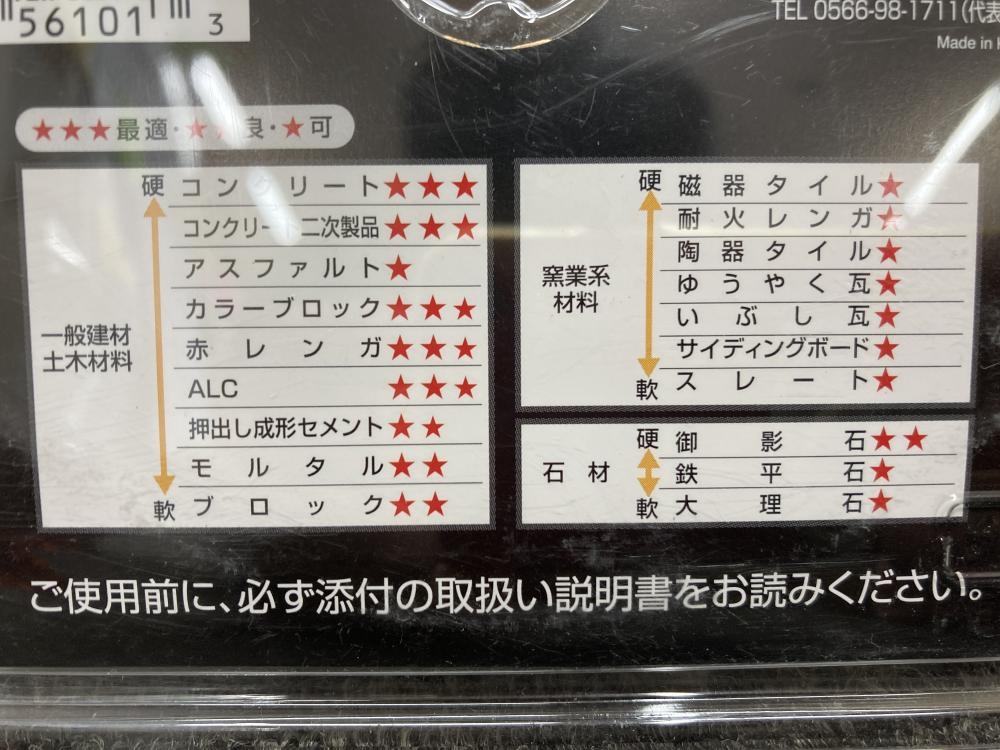 56101 3
TEL 0566-98-1711(代表
Made in
★★★最適・★★良・★可
一般建材
土木材料
硬
コンクリート★★★
コンクリート二次製品★★★
アスファルト★
カラーブロック★★★
赤レンガ★★★
ALC ★★★
押出し成形セメント★★
モルタル★★
軟 ブロック★★
窯業系
材料
硬 磁器タイル★
耐火レンガ★
陶器タイル★
ゆうやく瓦★
いぶし瓦★
サイディングボード★
軟 スレート★
石材
硬 御影石★★
鉄平石★
軟 大理石★
ご使用前に、必ず添付の取扱い説明書をお読みください。